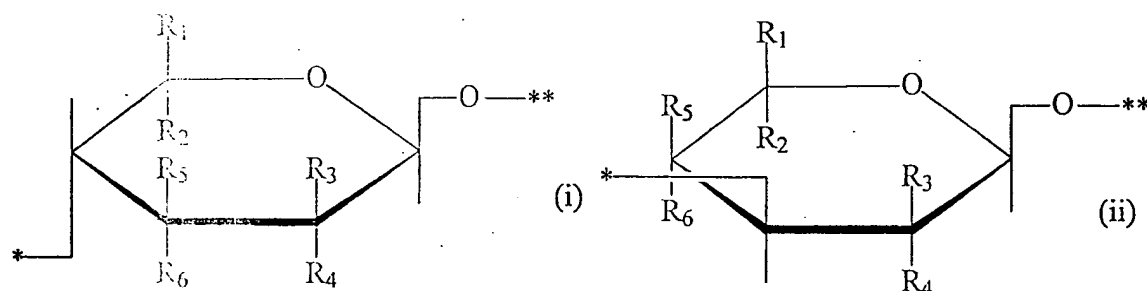 R₁ R₁
O O ** O O **
R₂ R₅ R₂
R₅ R₃ * R₃
(i) R₆ (ii)
* R₆ R₄ R₄